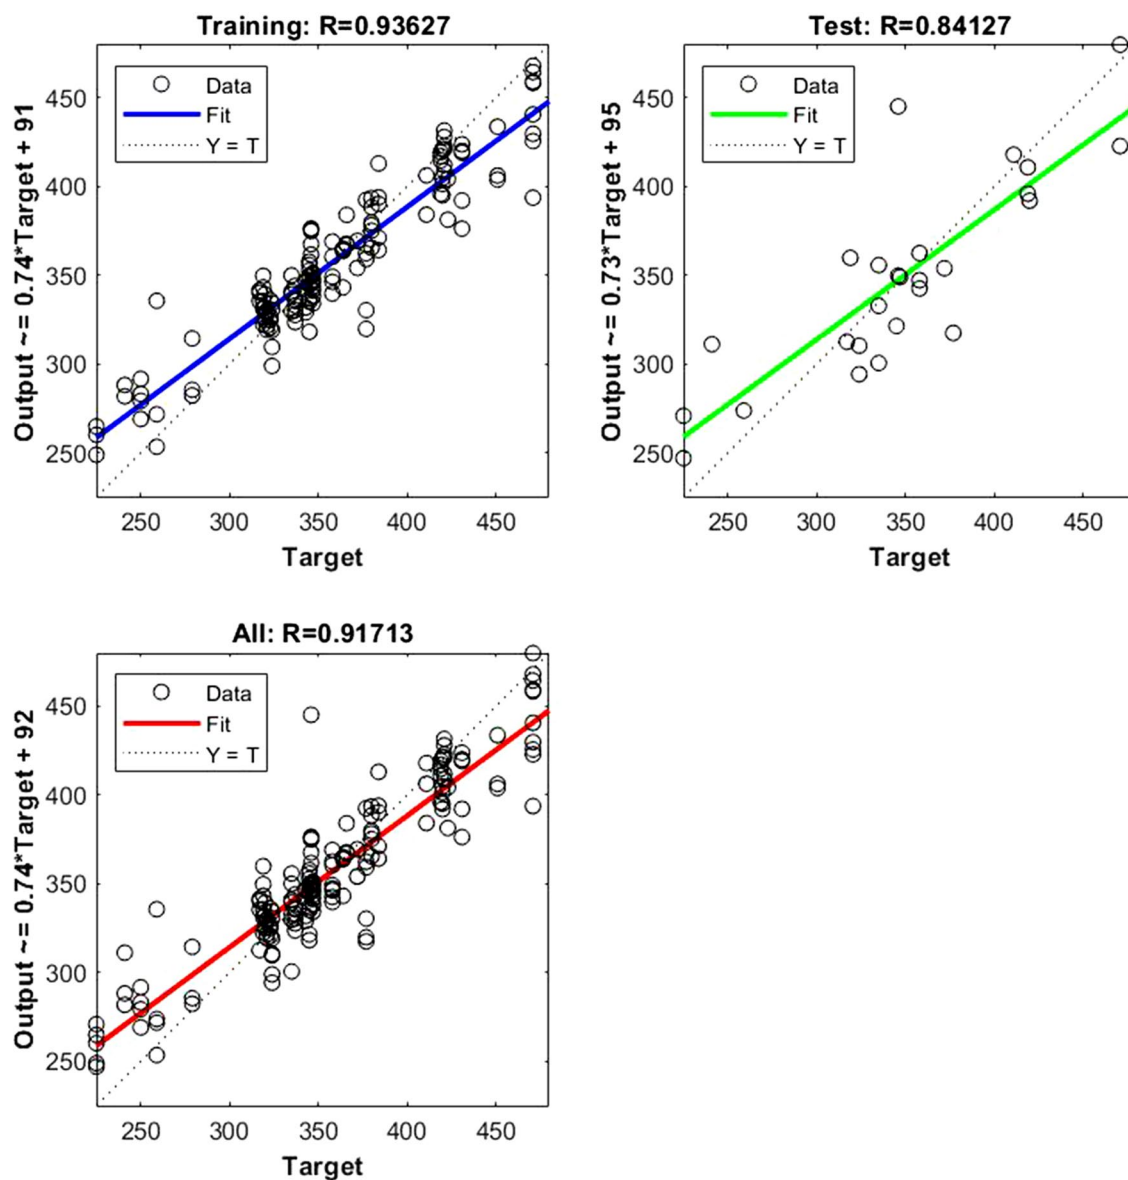 Training: R=0.93627
Output ~= 0.74*Target + 91
450
400
350
300
250
Data
Fit
Y = T
250 300 350 400 450
Target
Test: R=0.84127
Output ~= 0.73*Target + 95
450
400
350
300
250
Data
Fit
Y = T
250 300 350 400 450
Target
All: R=0.91713
Output ~= 0.74*Target + 92
450
400
350
300
250
Data
Fit
Y = T
250 300 350 400 450
Target